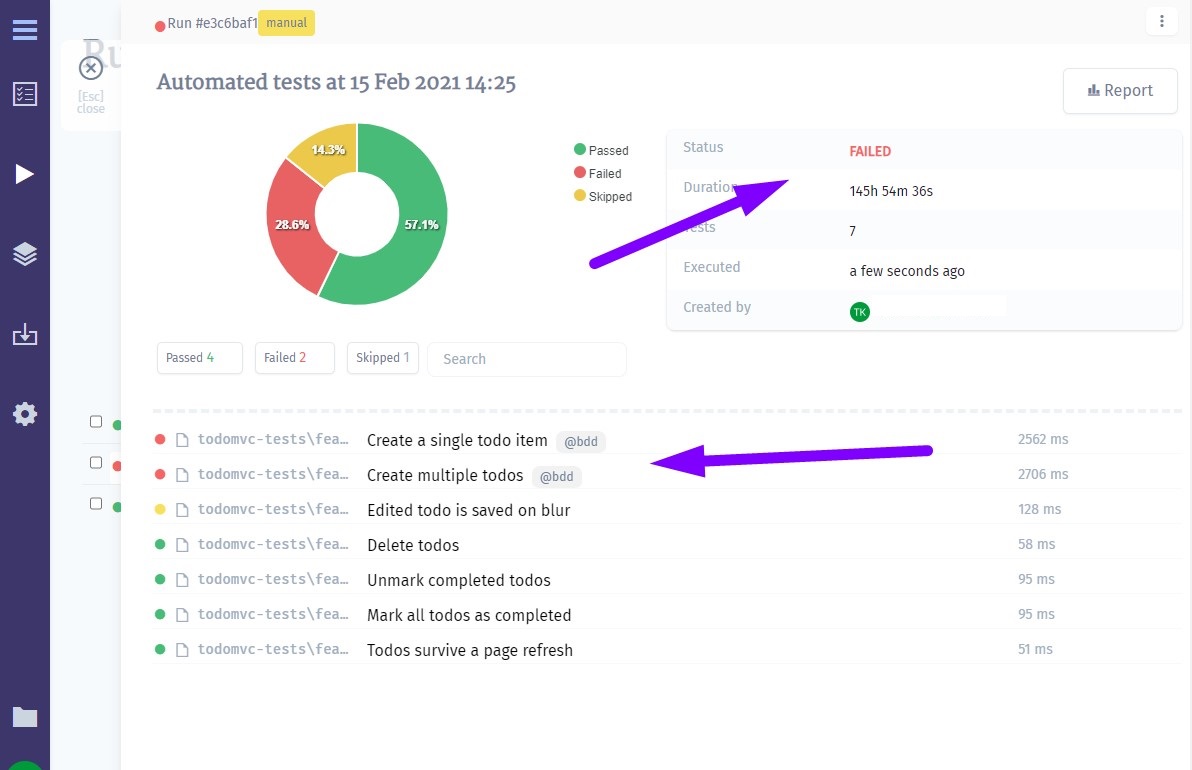 Run #e3c6baf1 manual
Ru
[Esc]
close
Automated tests at 15 Feb 2021 14:25
Report
14.3%
28.6%
57.1%
Passed
Failed
Skipped
Status FAILED
Duration 145h 54m 36s
Tests 7
Executed a few seconds ago
Created by TK
Passed 4 Failed 2 Skipped 1 Search
todomvc-tests\fea... Create a single todo item @bdd 2562 ms
todomvc-tests\fea... Create multiple todos @bdd 2706 ms
todomvc-tests\fea... Edited todo is saved on blur 128 ms
todomvc-tests\fea... Delete todos 58 ms
todomvc-tests\fea... Unmark completed todos 95 ms
todomvc-tests\fea... Mark all todos as completed 95 ms
todomvc-tests\fea... Todos survive a page refresh 51 ms